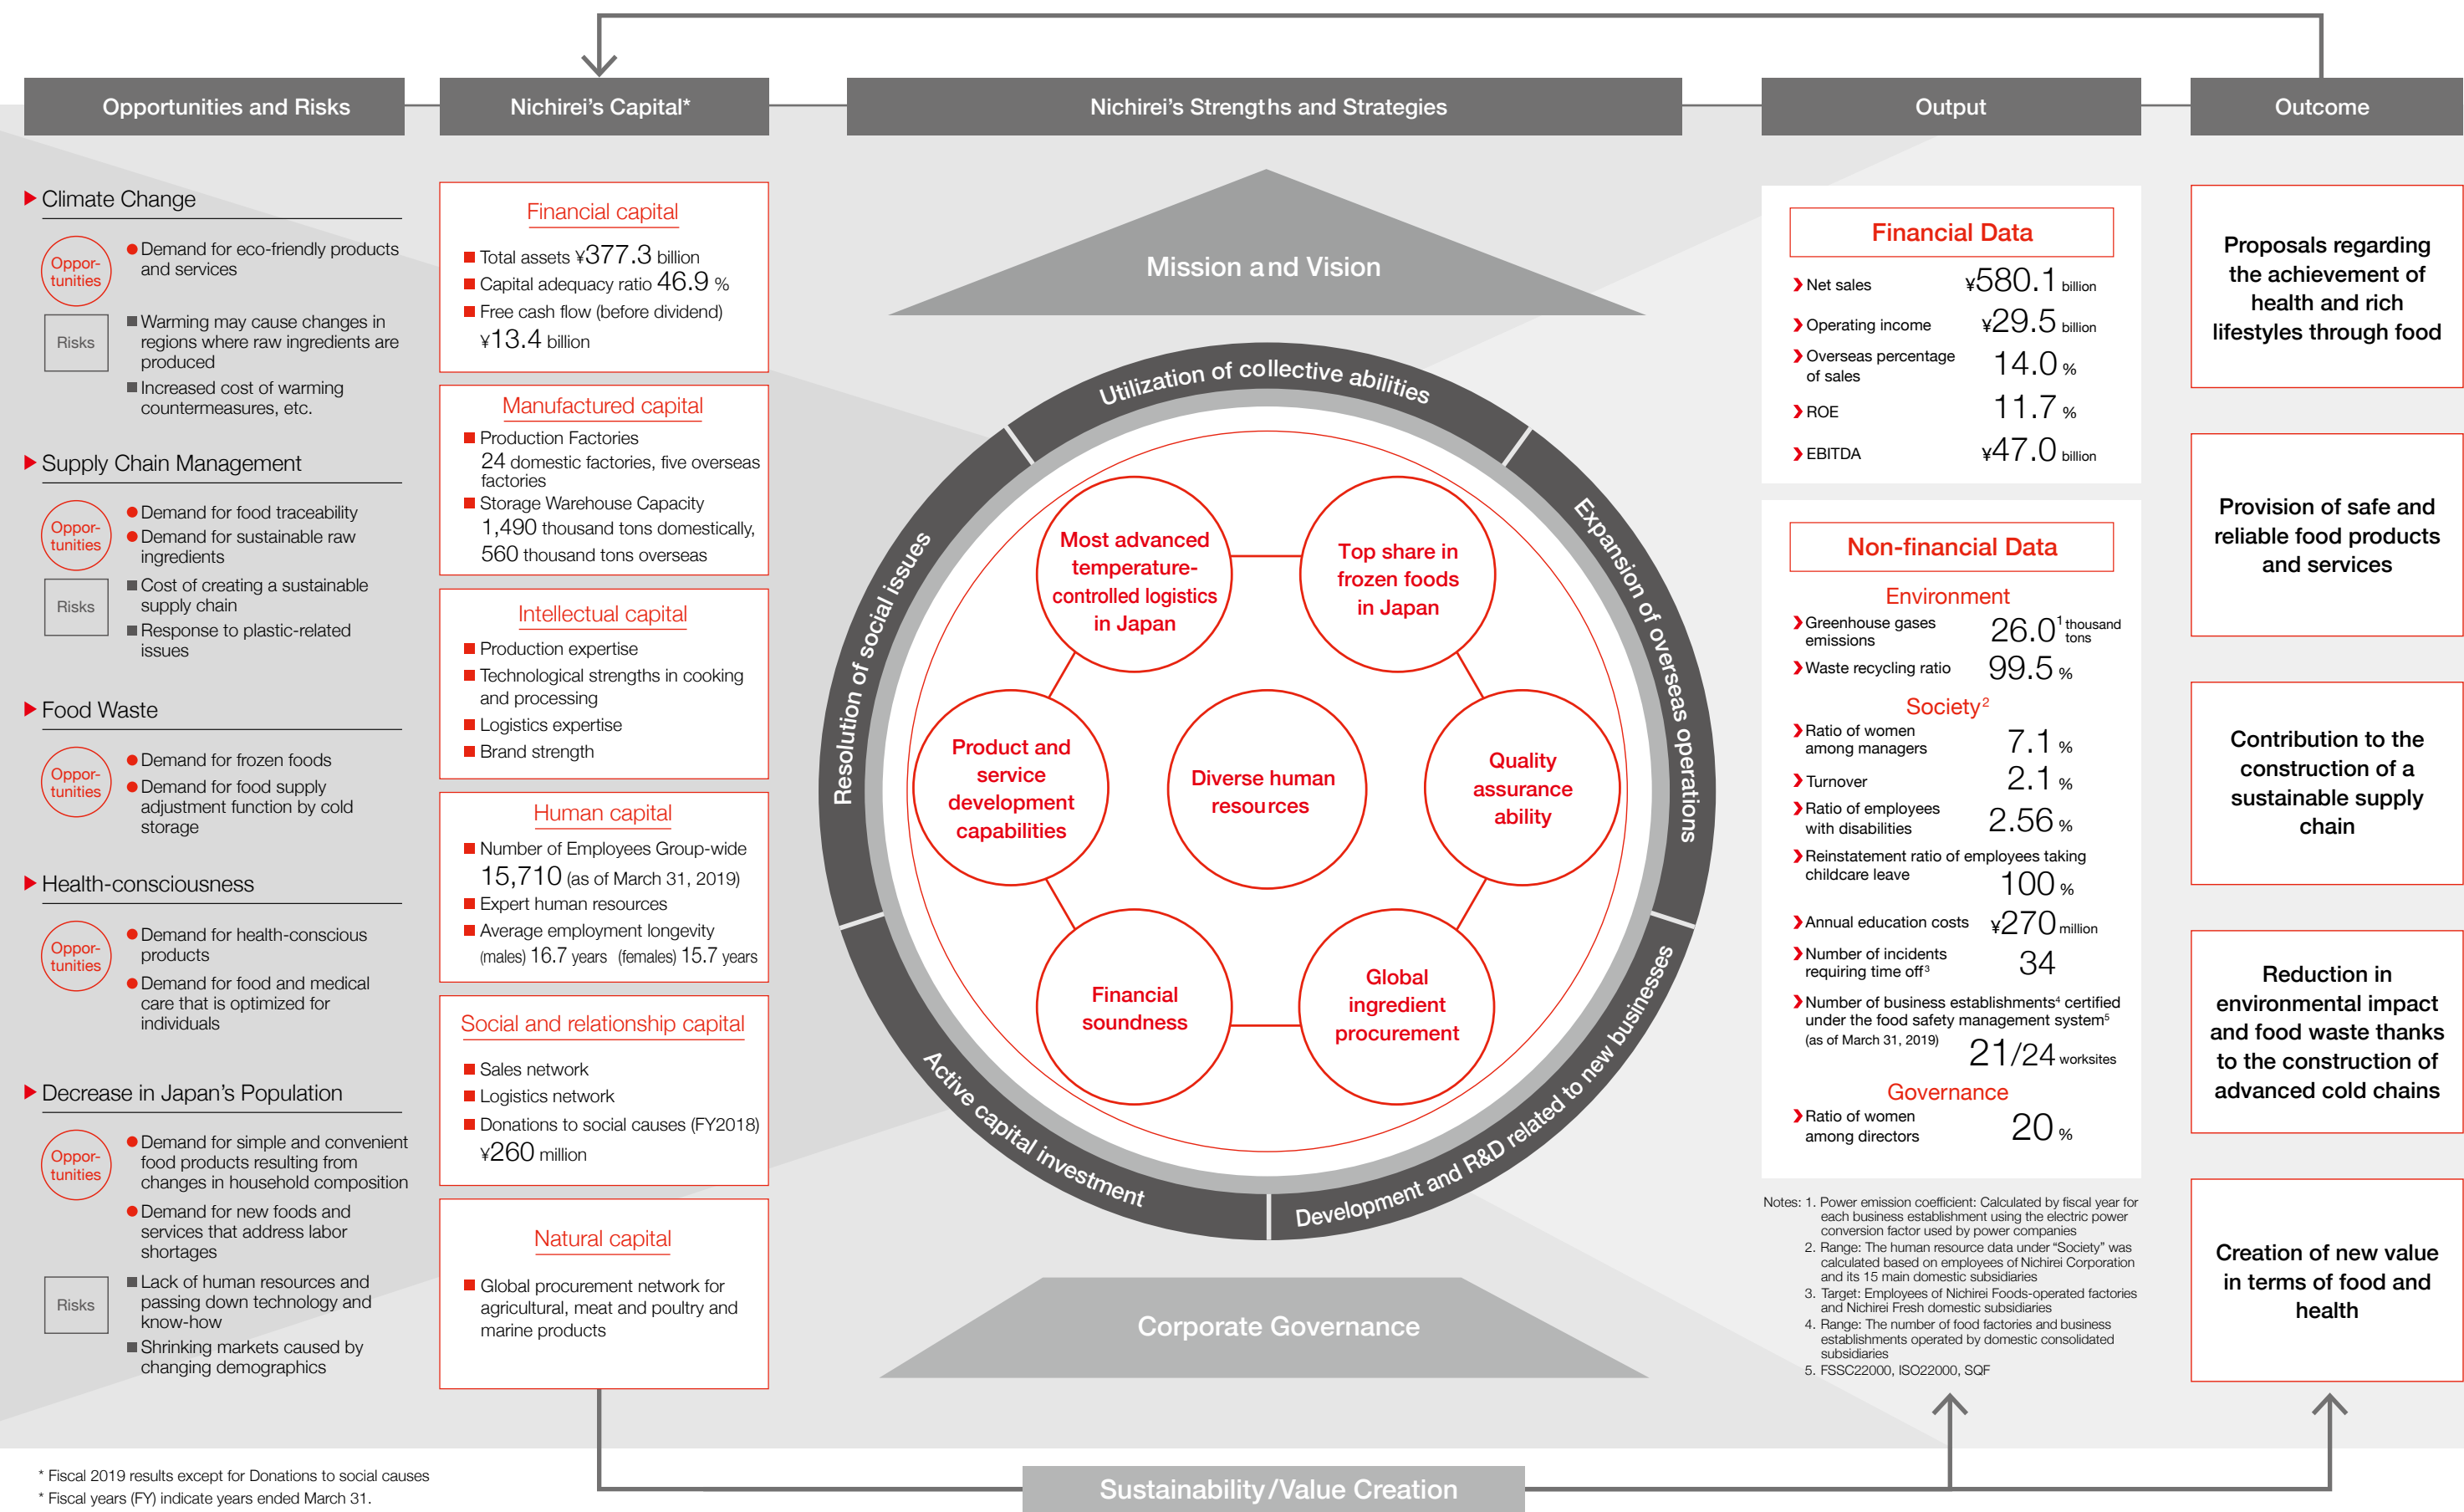 Opportunities and Risks
Nichirei's Capital*
Nichirei's Strengths and Strategies
Output
Outcome
Climate Change
Oppor-
tunities
Demand for eco-friendly products
and services
Risks
Warming may cause changes in
regions where raw ingredients are
produced
Increased cost of warming
countermeasures, etc.
Supply Chain Management
Oppor-
tunities
Demand for food traceability
Demand for sustainable raw
ingredients
Risks
Cost of creating a sustainable
supply chain
Response to plastic-related
issues
Food Waste
Oppor-
tunities
Demand for frozen foods
Demand for food supply
adjustment function by cold
storage
Health-consciousness
Oppor-
tunities
Demand for health-conscious
products
Demand for food and medical
care that is optimized for
individuals
Decrease in Japan's Population
Oppor-
tunities
Demand for simple and convenient
food products resulting from
changes in household composition
Demand for new foods and
services that address labor
shortages
Risks
Lack of human resources and
passing down technology and
know-how
Shrinking markets caused by
changing demographics
Financial capital
Total assets ¥377.3 billion
Capital adequacy ratio 46.9 %
Free cash flow (before dividend)
¥13.4 billion
Manufactured capital
Production Factories
24 domestic factories, five overseas
factories
Storage Warehouse Capacity
1,490 thousand tons domestically,
560 thousand tons overseas
Intellectual capital
Production expertise
Technological strengths in cooking
and processing
Logistics expertise
Brand strength
Human capital
Number of Employees Group-wide
15,710 (as of March 31, 2019)
Expert human resources
Average employment longevity
(males) 16.7 years (females) 15.7 years
Social and relationship capital
Sales network
Logistics network
Donations to social causes (FY2018)
¥260 million
Natural capital
Global procurement network for
agricultural, meat and poultry and
marine products
Mission and Vision
Utilization of collective abilities
Expansion of overseas operations
Development and R&D related to new businesses
Active capital investment
Resolution of social issues
Most advanced
temperature-
controlled logistics
in Japan
Top share in
frozen foods
in Japan
Product and
service
development
capabilities
Diverse human
resources
Quality
assurance
ability
Financial
soundness
Global
ingredient
procurement
Corporate Governance
Financial Data
Net sales ¥580.1 billion
Operating income ¥29.5 billion
Overseas percentage
of sales 14.0 %
ROE 11.7 %
EBITDA ¥47.0 billion
Non-financial Data
Environment
Greenhouse gases
emissions 26.0¹ thousand
tons
Waste recycling ratio 99.5 %
Society²
Ratio of women
among managers 7.1 %
Turnover 2.1 %
Ratio of employees
with disabilities 2.56 %
Reinstatement ratio of employees taking
childcare leave 100 %
Annual education costs ¥270 million
Number of incidents
requiring time off³ 34
Number of business establishments⁴ certified
under the food safety management system⁵
(as of March 31, 2019) 21/24 worksites
Governance
Ratio of women
among directors 20 %
Notes: 1. Power emission coefficient: Calculated by fiscal year for
each business establishment using the electric power
conversion factor used by power companies
2. Range: The human resource data under “Society” was
calculated based on employees of Nichirei Corporation
and its 15 main domestic subsidiaries
3. Target: Employees of Nichirei Foods-operated factories
and Nichirei Fresh domestic subsidiaries
4. Range: The number of food factories and business
establishments operated by domestic consolidated
subsidiaries
5. FSSC22000, ISO22000, SQF
Proposals regarding
the achievement of
health and rich
lifestyles through food
Provision of safe and
reliable food products
and services
Contribution to the
construction of a
sustainable supply
chain
Reduction in
environmental impact
and food waste thanks
to the construction of
advanced cold chains
Creation of new value
in terms of food and
health
* Fiscal 2019 results except for Donations to social causes
* Fiscal years (FY) indicate years ended March 31.
Sustainability/Value Creation